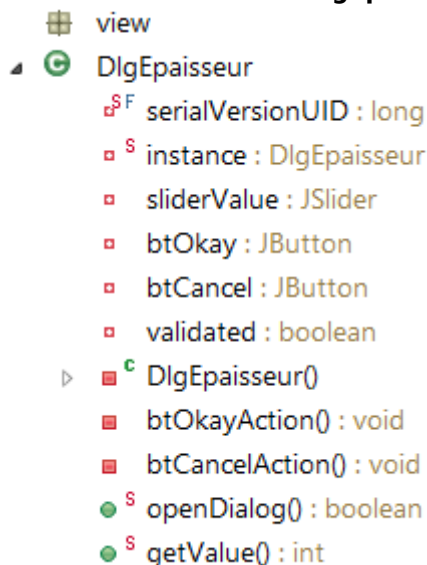 view
DlgEpaisseur
S F serialVersionUID : long
S instance : DlgEpaisseur
sliderValue : JSlider
btOkay : JButton
btCancel : JButton
validated : boolean
C DlgEpaisseur()
btOkayAction() : void
btCancelAction() : void
S openDialog() : boolean
S getValue() : int